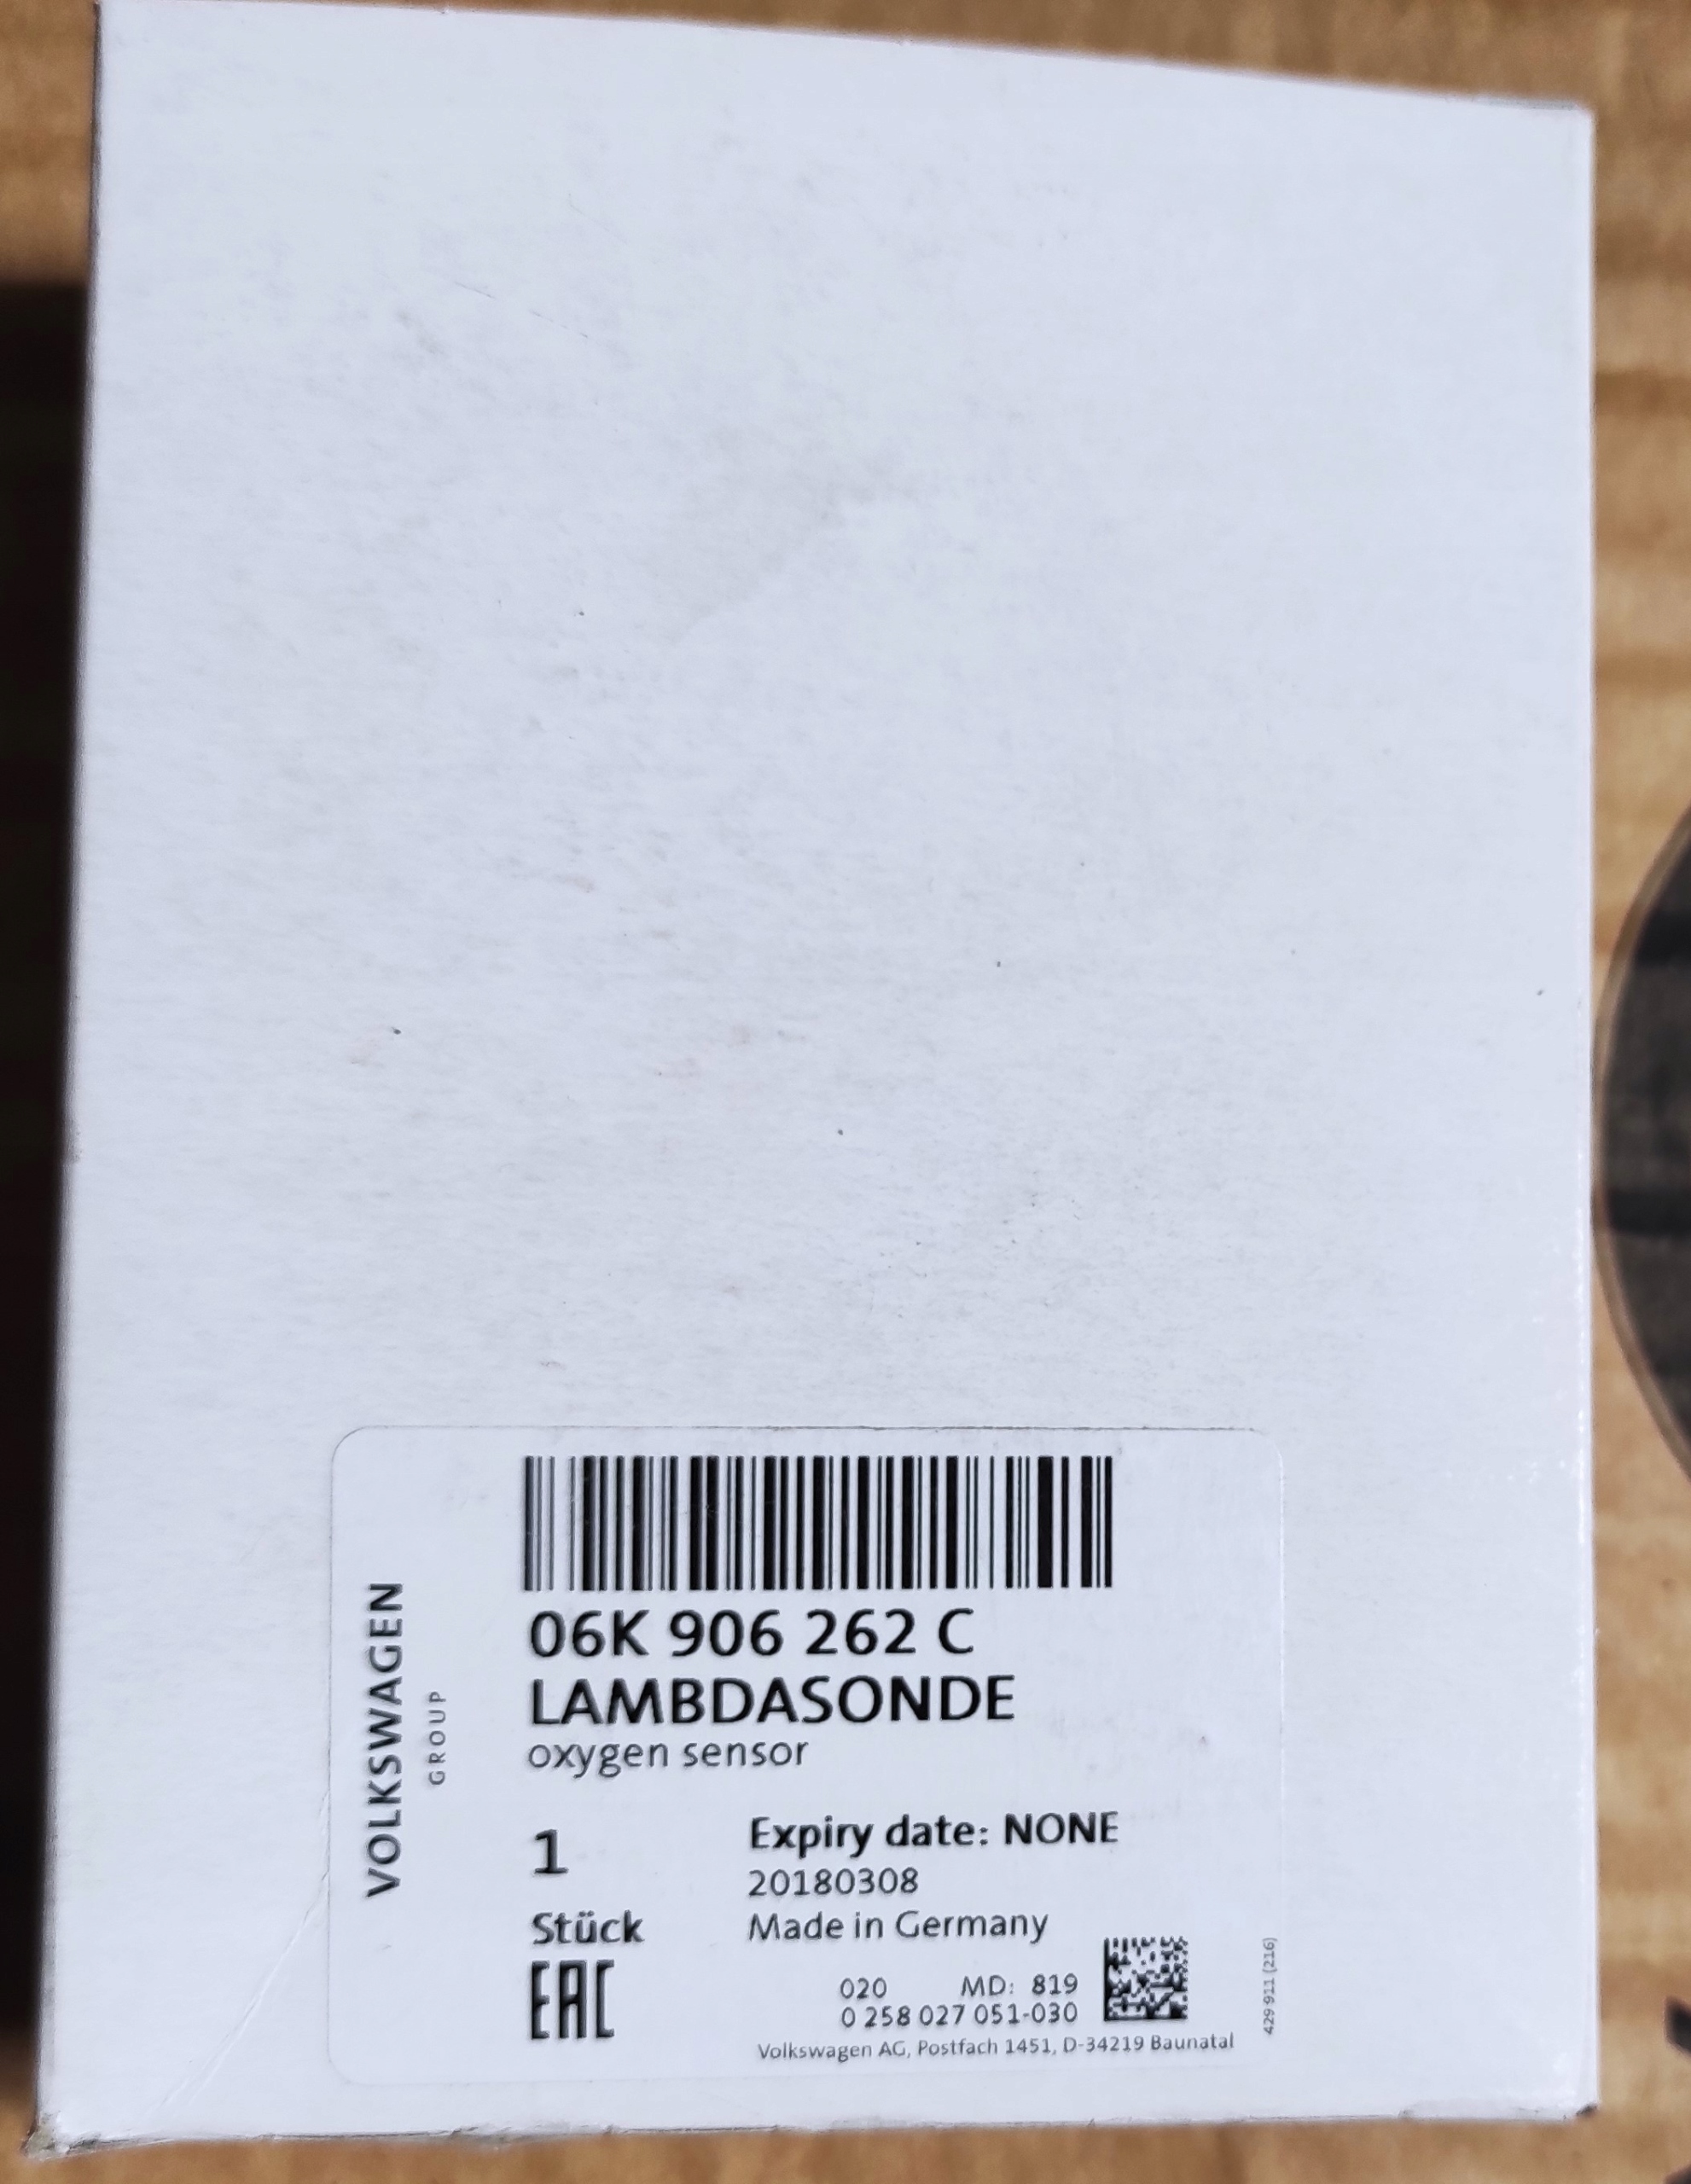 VOLKSWAGEN
GROUP
06K 906 262 C
LAMBDASONDE
oxygen sensor
1
Stück
Expiry date: NONE
20180308
Made in Germany
EAC
020 MD: 819
0 258 027 051-030
Volkswagen AG, Postfach 1451, D-34219 Baunatal
429 911 (216)